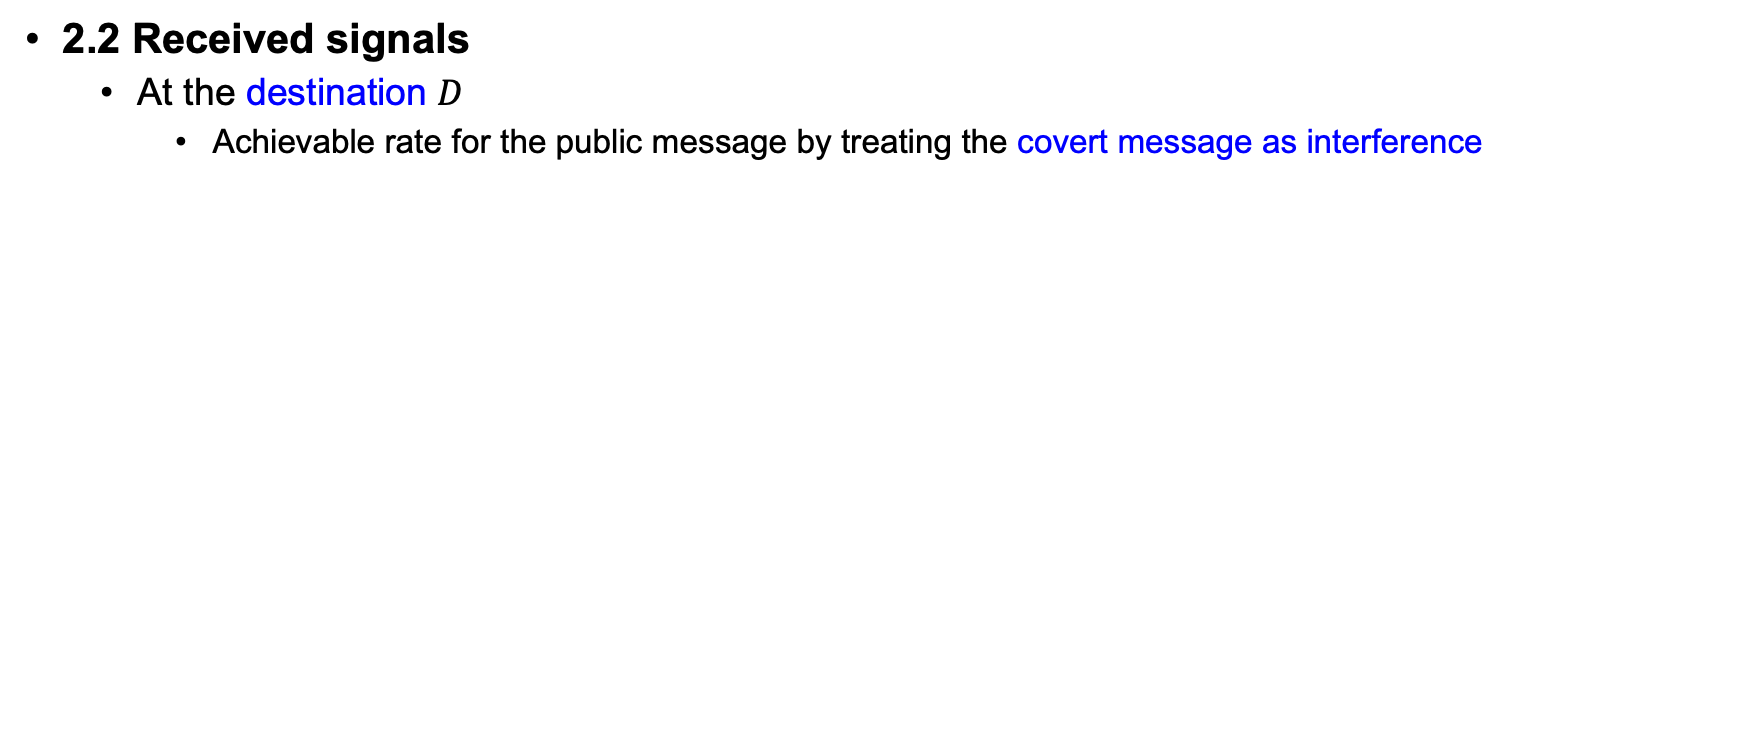 • 2.2 Received signals
• At the destination D
• Achievable rate for the public message by treating the covert message as interference